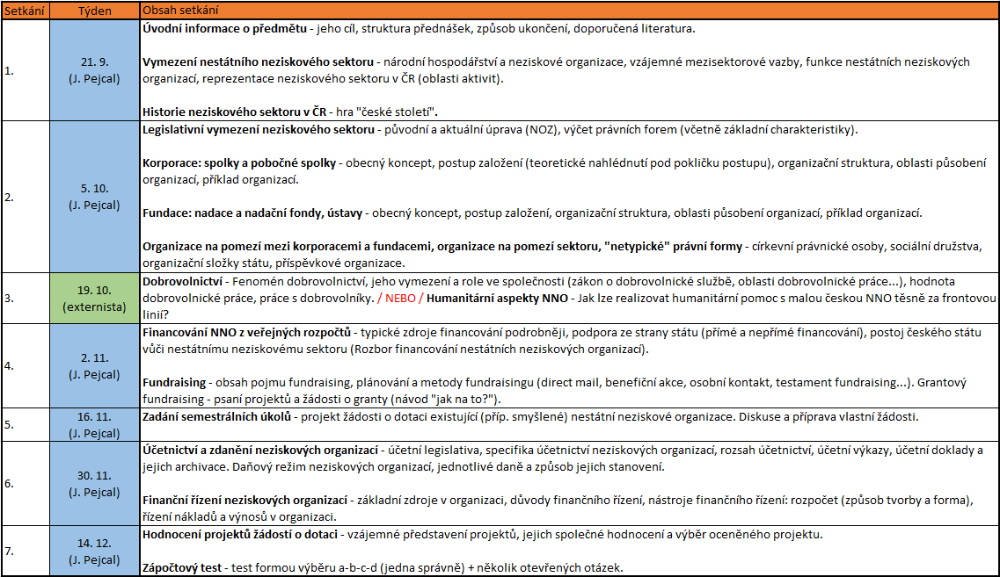 Setkání Týden Obsah setkání
1.
21. 9.
(J. Pejcal)
Úvodní informace o předmětu - jeho cíl, struktura přednášek, způsob ukončení, doporučená literatura.
Vymezení nestátního neziskového sektoru - národní hospodářství a neziskové organizace, vzájemné mezisektorové vazby, funkce nestátních neziskových
organizací, reprezentace neziskového sektoru v ČR (oblasti aktivit).
Historie neziskového sektoru v ČR - hra "české století".
2.
5. 10.
(J. Pejcal)
Legislativní vymezení neziskového sektoru - původní a aktuální úprava (NOZ), výčet právních forem (včetně základní charakteristiky).
Korporace: spolky a pobočné spolky - obecný koncept, postup založení (teoretické nahlédnutí pod pokličku postupu), organizační struktura, oblasti působení
organizací, příklad organizací.
Fundace: nadace a nadační fondy, ústavy - obecný koncept, postup založení, organizační struktura, oblasti působení organizací, příklad organizací.
Organizace na pomezí mezi korporacemi a fundacemi, organizace na pomezí sektoru, "netypické" právní formy - církevní právnické osoby, sociální družstva,
organizační složky státu, příspěvkové organizace.
3.
19. 10.
(externista)
Dobrovolnictví - Fenomén dobrovolnictví, jeho vymezení a role ve společnosti (zákon o dobrovolnické službě, oblasti dobrovolnické práce...), hodnota
dobrovolnické práce, práce s dobrovolníky. / NEBO / Humanitární aspekty NNO - Jak lze realizovat humanitární pomoc s malou českou NNO těsně za frontovou
linií?
4.
2. 11.
(J. Pejcal)
Financování NNO z veřejných rozpočtů - typické zdroje financování podrobněji, podpora ze strany státu (přímé a nepřímé financování), postoj českého státu
vůči nestátnímu neziskovému sektoru (Rozbor financování nestátních neziskových organizací).
Fundraising - obsah pojmu fundraising, plánování a metody fundraisingu (direct mail, benefiční akce, osobní kontakt, testament fundraising...). Grantový
fundraising - psaní projektů a žádosti o granty (návod "jak na to?").
5.
16. 11.
(J. Pejcal)
Zadání semestrálních úkolů - projekt žádosti o dotaci existující (příp. smyšlené) nestátní neziskové organizace. Diskuse a příprava vlastní žádosti.
6.
30. 11.
(J. Pejcal)
Účetnictví a zdanění neziskových organizací - účetní legislativa, specifika účetnictví neziskových organizací, rozsah účetnictví, účetní výkazy, účetní doklady a
jejich archivace. Daňový režim neziskových organizací, jednotlivé daně a způsob jejich stanovení.
Finanční řízení neziskových organizací - základní zdroje v organizaci, důvody finančního řízení, nástroje finančního řízení: rozpočet (způsob tvorby a forma),
řízení nákladů a výnosů v organizaci.
7.
14. 12.
(J. Pejcal)
Hodnocení projektů žádostí o dotaci - vzájemné představení projektů, jejich společné hodnocení a výběr oceněného projektu.
Zápočtový test - test formou výběru a-b-c-d (jedna správně) + několik otevřených otázek.